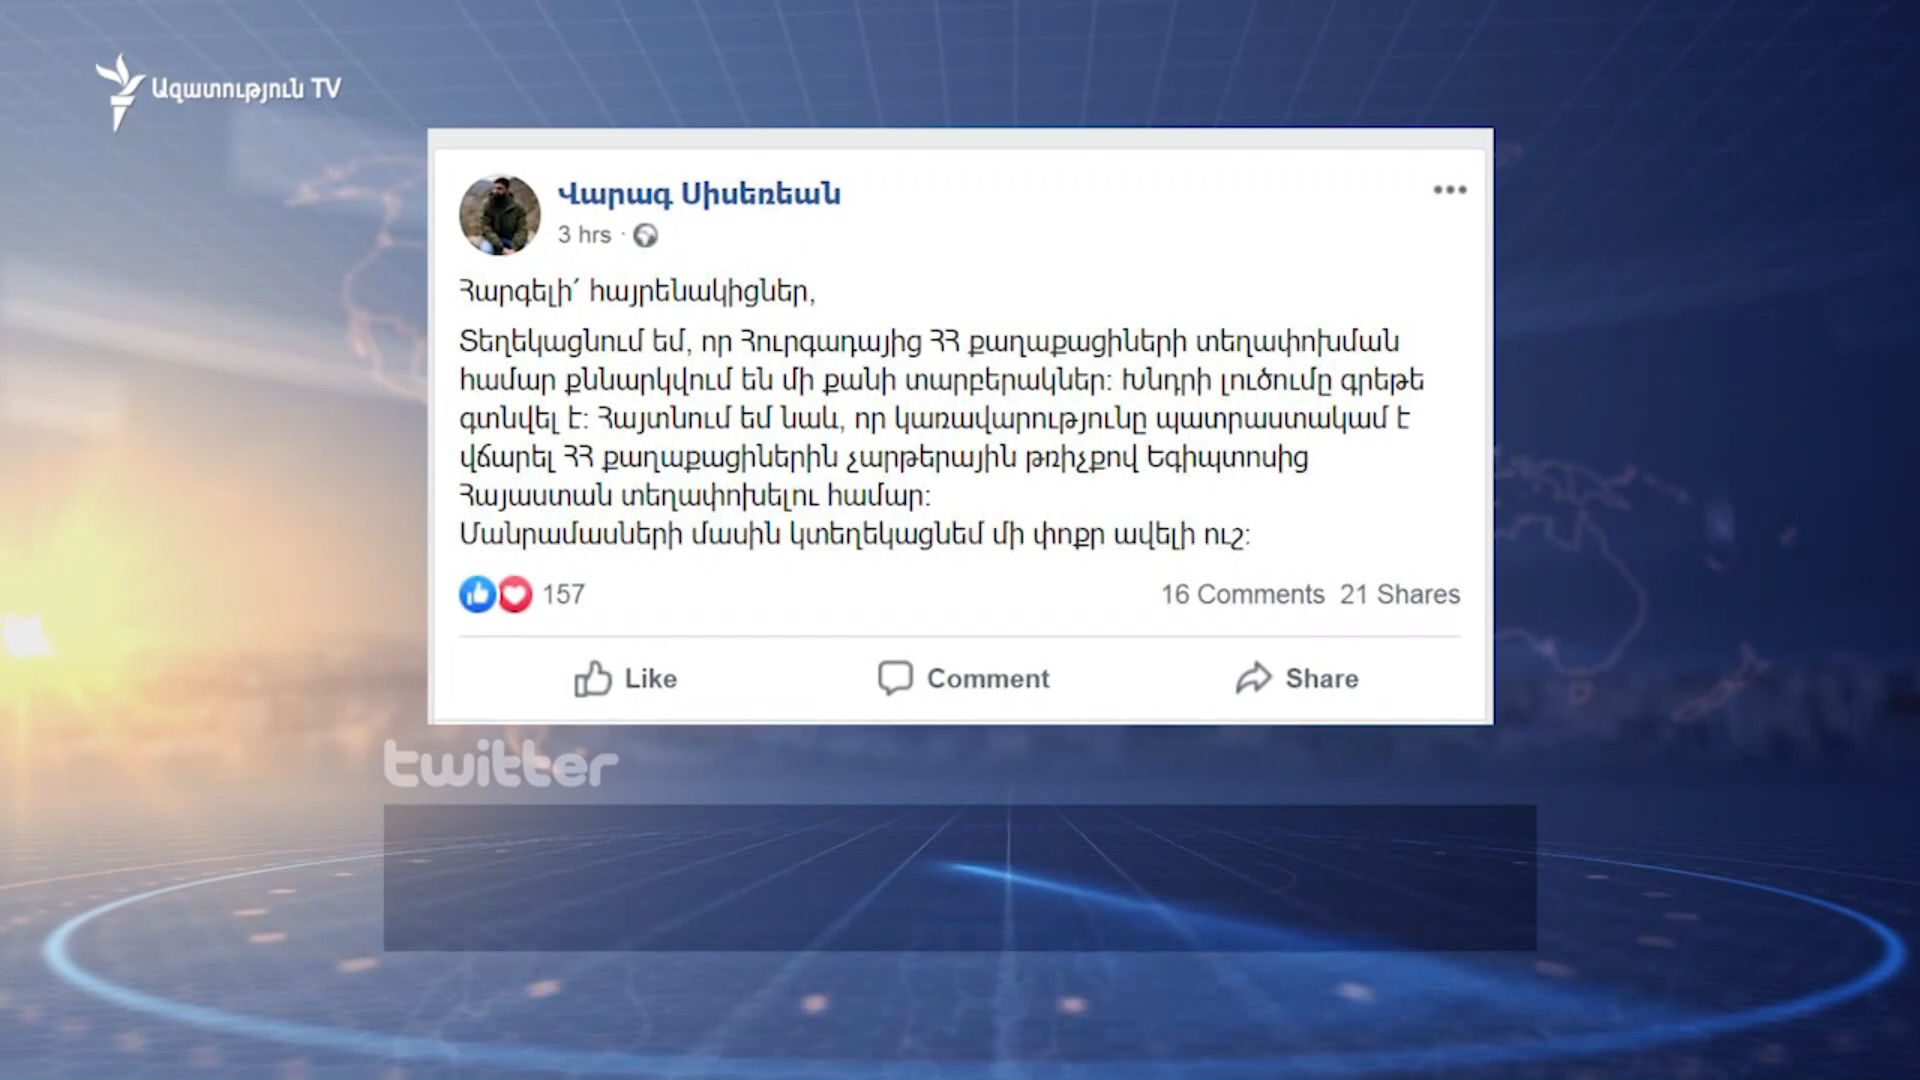 Ազատություն TV
Վարագ Սիսեռեան
3 hrs ·
Հարգելի՛ հայրենակիցներ,
Տեղեկացնում եմ, որ Հուրգադայից ՀՀ քաղաքացիների տեղափոխման
համար քննարկվում են մի քանի տարբերակներ։ Խնդրի լուծումը գրեթե
գտնվել է։ Հայտնում եմ նաև, որ կառավարությունը պատրաստակամ է
վճարել ՀՀ քաղաքացիներին չարթերային թռիչքով Եգիպտոսից
Հայաստան տեղափոխելու համար։
Մանրամասների մասին կտեղեկացնեմ մի փոքր ավելի ուշ։
157 16 Comments 21 Shares
Like Comment Share
twitter